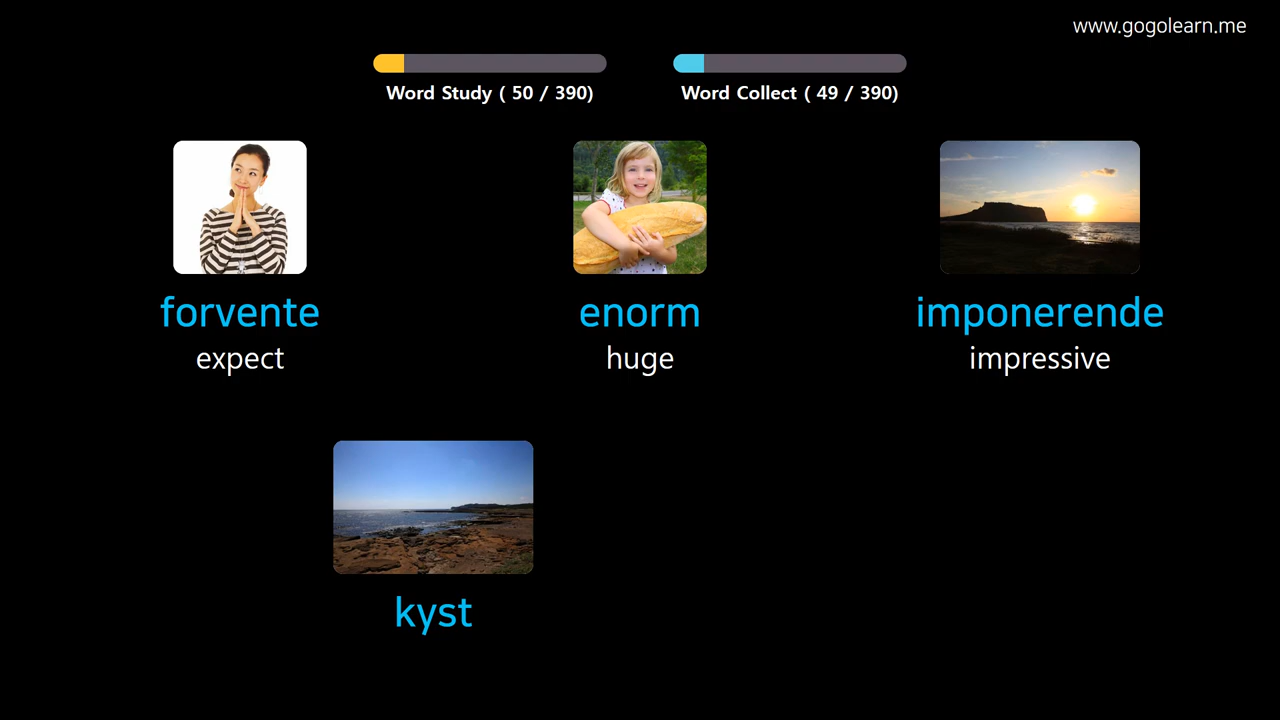 www.gogolearn.me
Word Study ( 50 / 390)
Word Collect ( 49 / 390)
forvente
expect
enorm
huge
imponerende
impressive
kyst